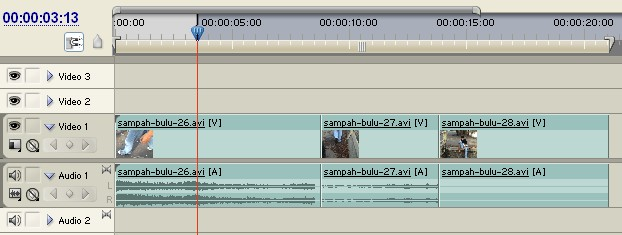 00:00:03:13
:00:00 00:00:05:00 00:00:10:00 00:00:15:00 00:00:20:00
Video 3
Video 2
Video 1 sampah-bulu-26.avi [V] sampah-bulu-27.avi [V] sampah-bulu-28.avi [V]
Audio 1 sampah-bulu-26.avi [A] sampah-bulu-27.avi [A] sampah-bulu-28.avi [A]
L
R
Audio 2